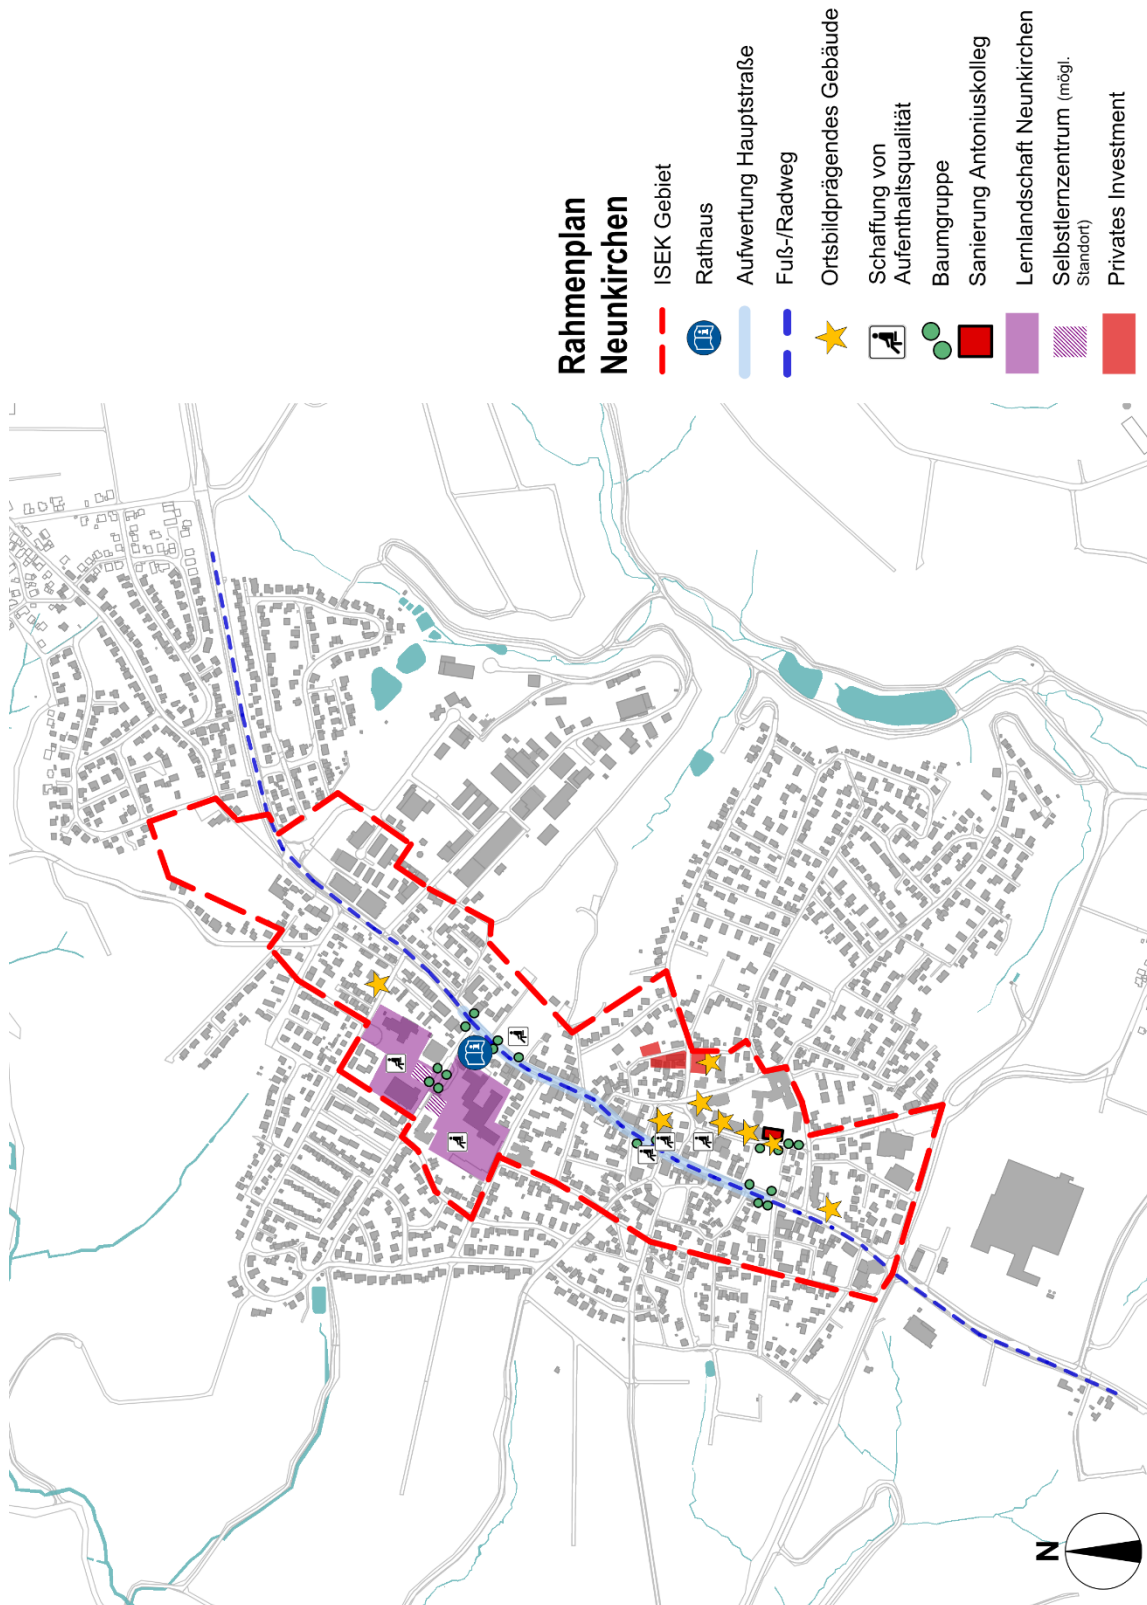 Rahmenplan
Neunkirchen
ISEK Gebiet
Rathaus
Aufwertung Hauptstraße
Fuß-/Radweg
Ortsbildprägendes Gebäude
Schaffung von
Aufenthaltsqualität
Baumgruppe
Sanierung Antoniuskolleg
Lernlandschaft Neunkirchen
Selbstlernzentrum (mögl.
Standort)
Privates Investment
N